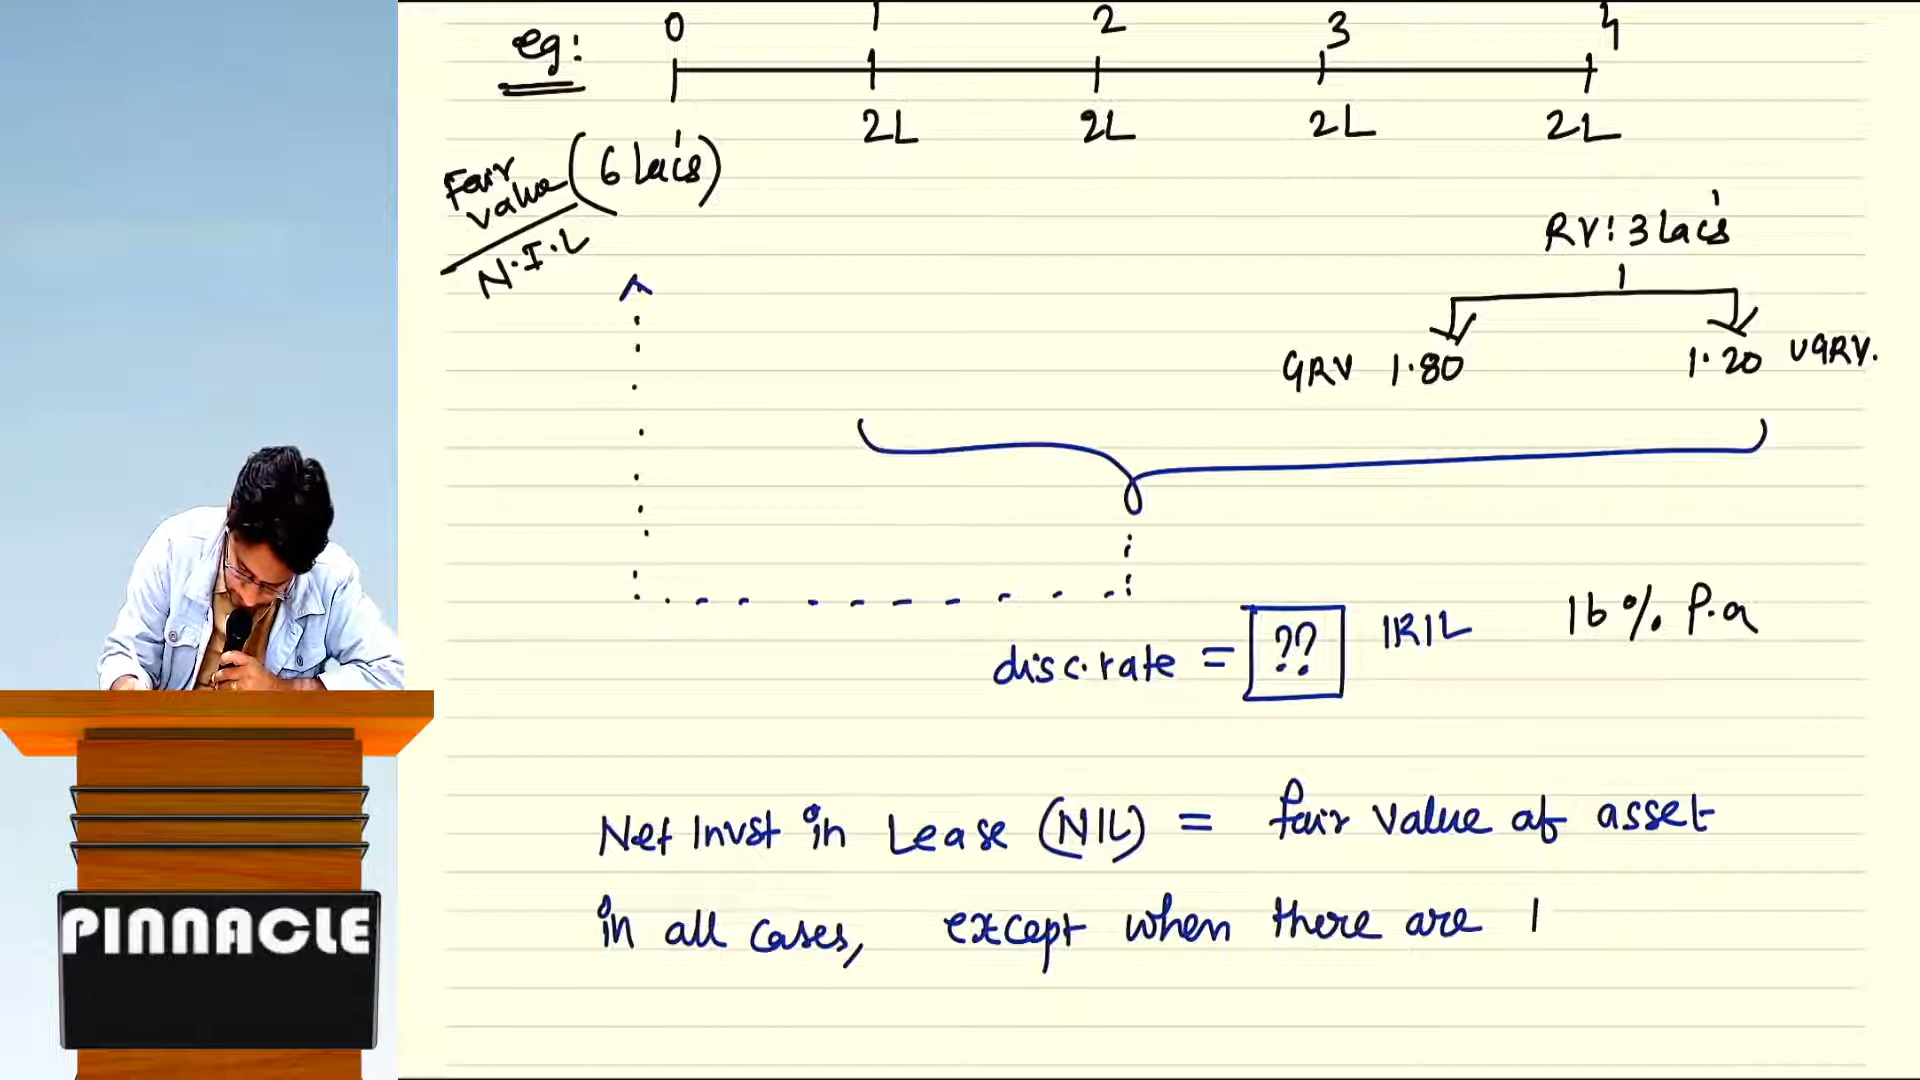 eg:
0 1 2 3 4
2L 2L 2L 2L
Fair value (6 lacs)
N.I.L
RV: 3 lacs
GRV 1.80 1.20 UGRV.
disc. rate = ?? IRIL 16% P.a
Net Invst in Lease (NIL) = fair value of asset
in all cases, except when there are
PINNACLE